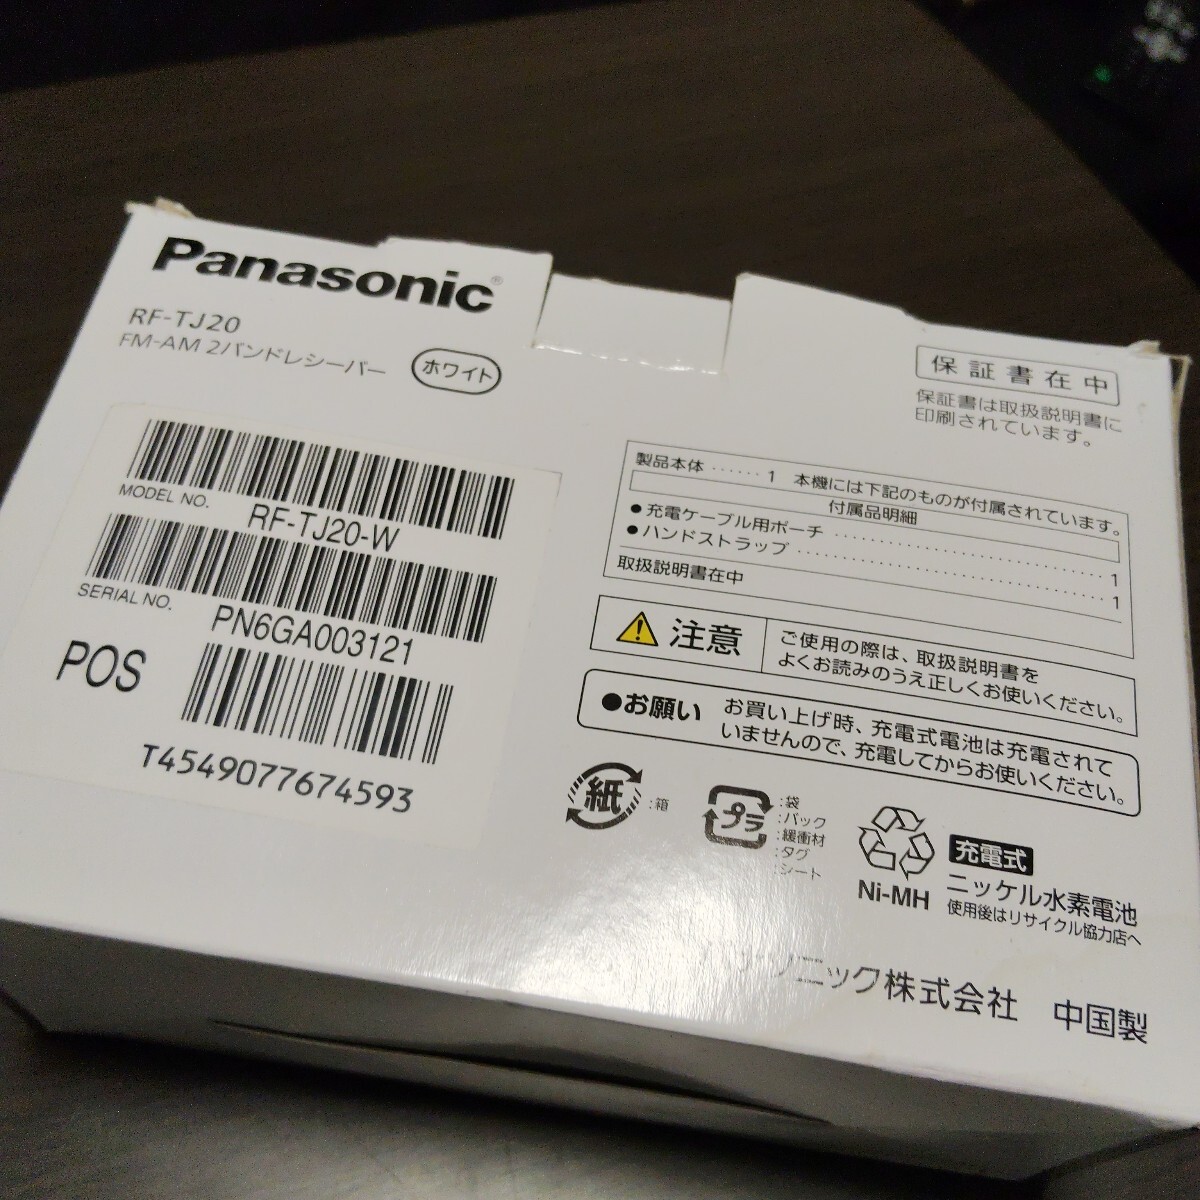 Panasonic®
RF-TJ20
FM-AM 2バンドレシーバー ホワイト
MODEL NO.
RF-TJ20-W
SERIAL NO.
PN6GA003121
POS
T4549077674593
保証書在中
保証書は取扱説明書に
印刷されています。
製品本体 ‥‥‥ 1 本機には下記のものが付属されています。
付属品明細
●充電ケーブル用ポーチ ‥‥‥‥‥‥‥‥‥‥‥‥ 1
●ハンドストラップ ‥‥‥‥‥‥‥‥‥‥‥‥‥‥ 1
取扱説明書在中
注意
ご使用の際は、取扱説明書を
よくお読みのうえ正しくお使いください。
●お願い
お買い上げ時、充電式電池は充電されて
いませんので、充電してからお使いください。
紙 :箱
プラ :袋
:パック
:緩衝材
:タグ
:シート
Ni-MH
充電式
ニッケル水素電池
使用後はリサイクル協力店へ
ソニック株式会社 中国製